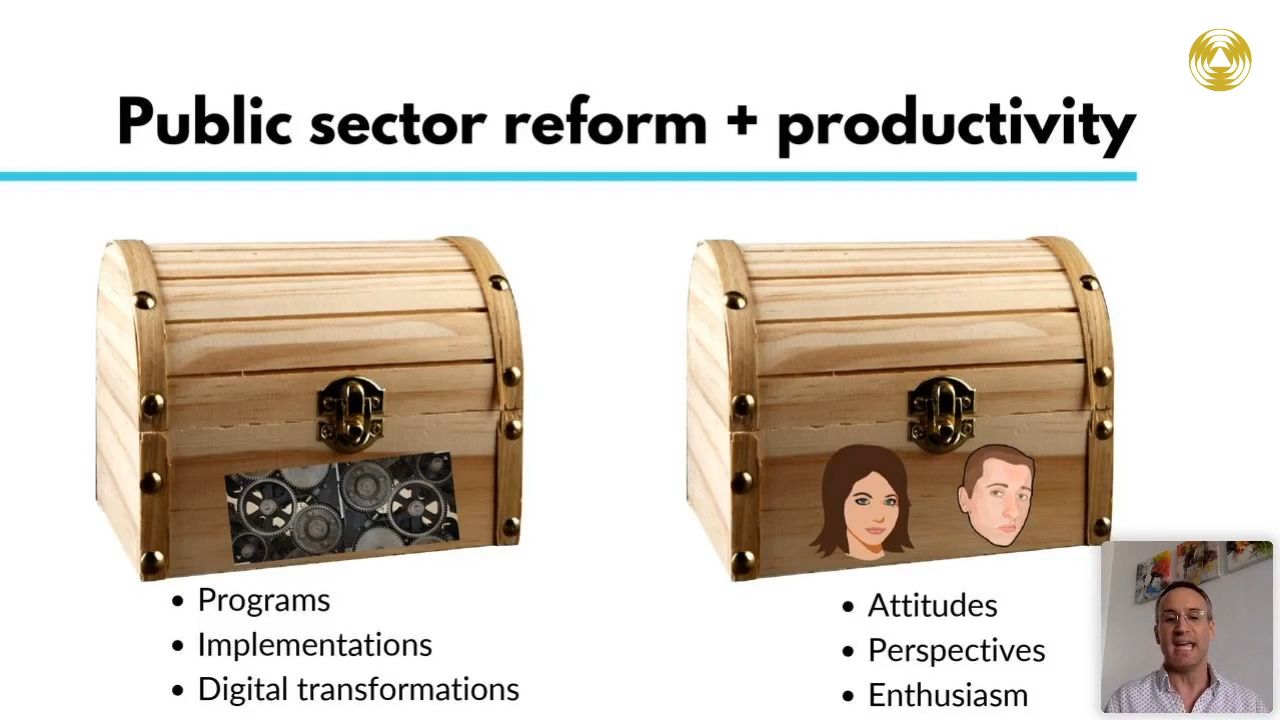 Public sector reform + productivity
Programs
Implementations
Digital transformations
Attitudes
Perspectives
Enthusiasm